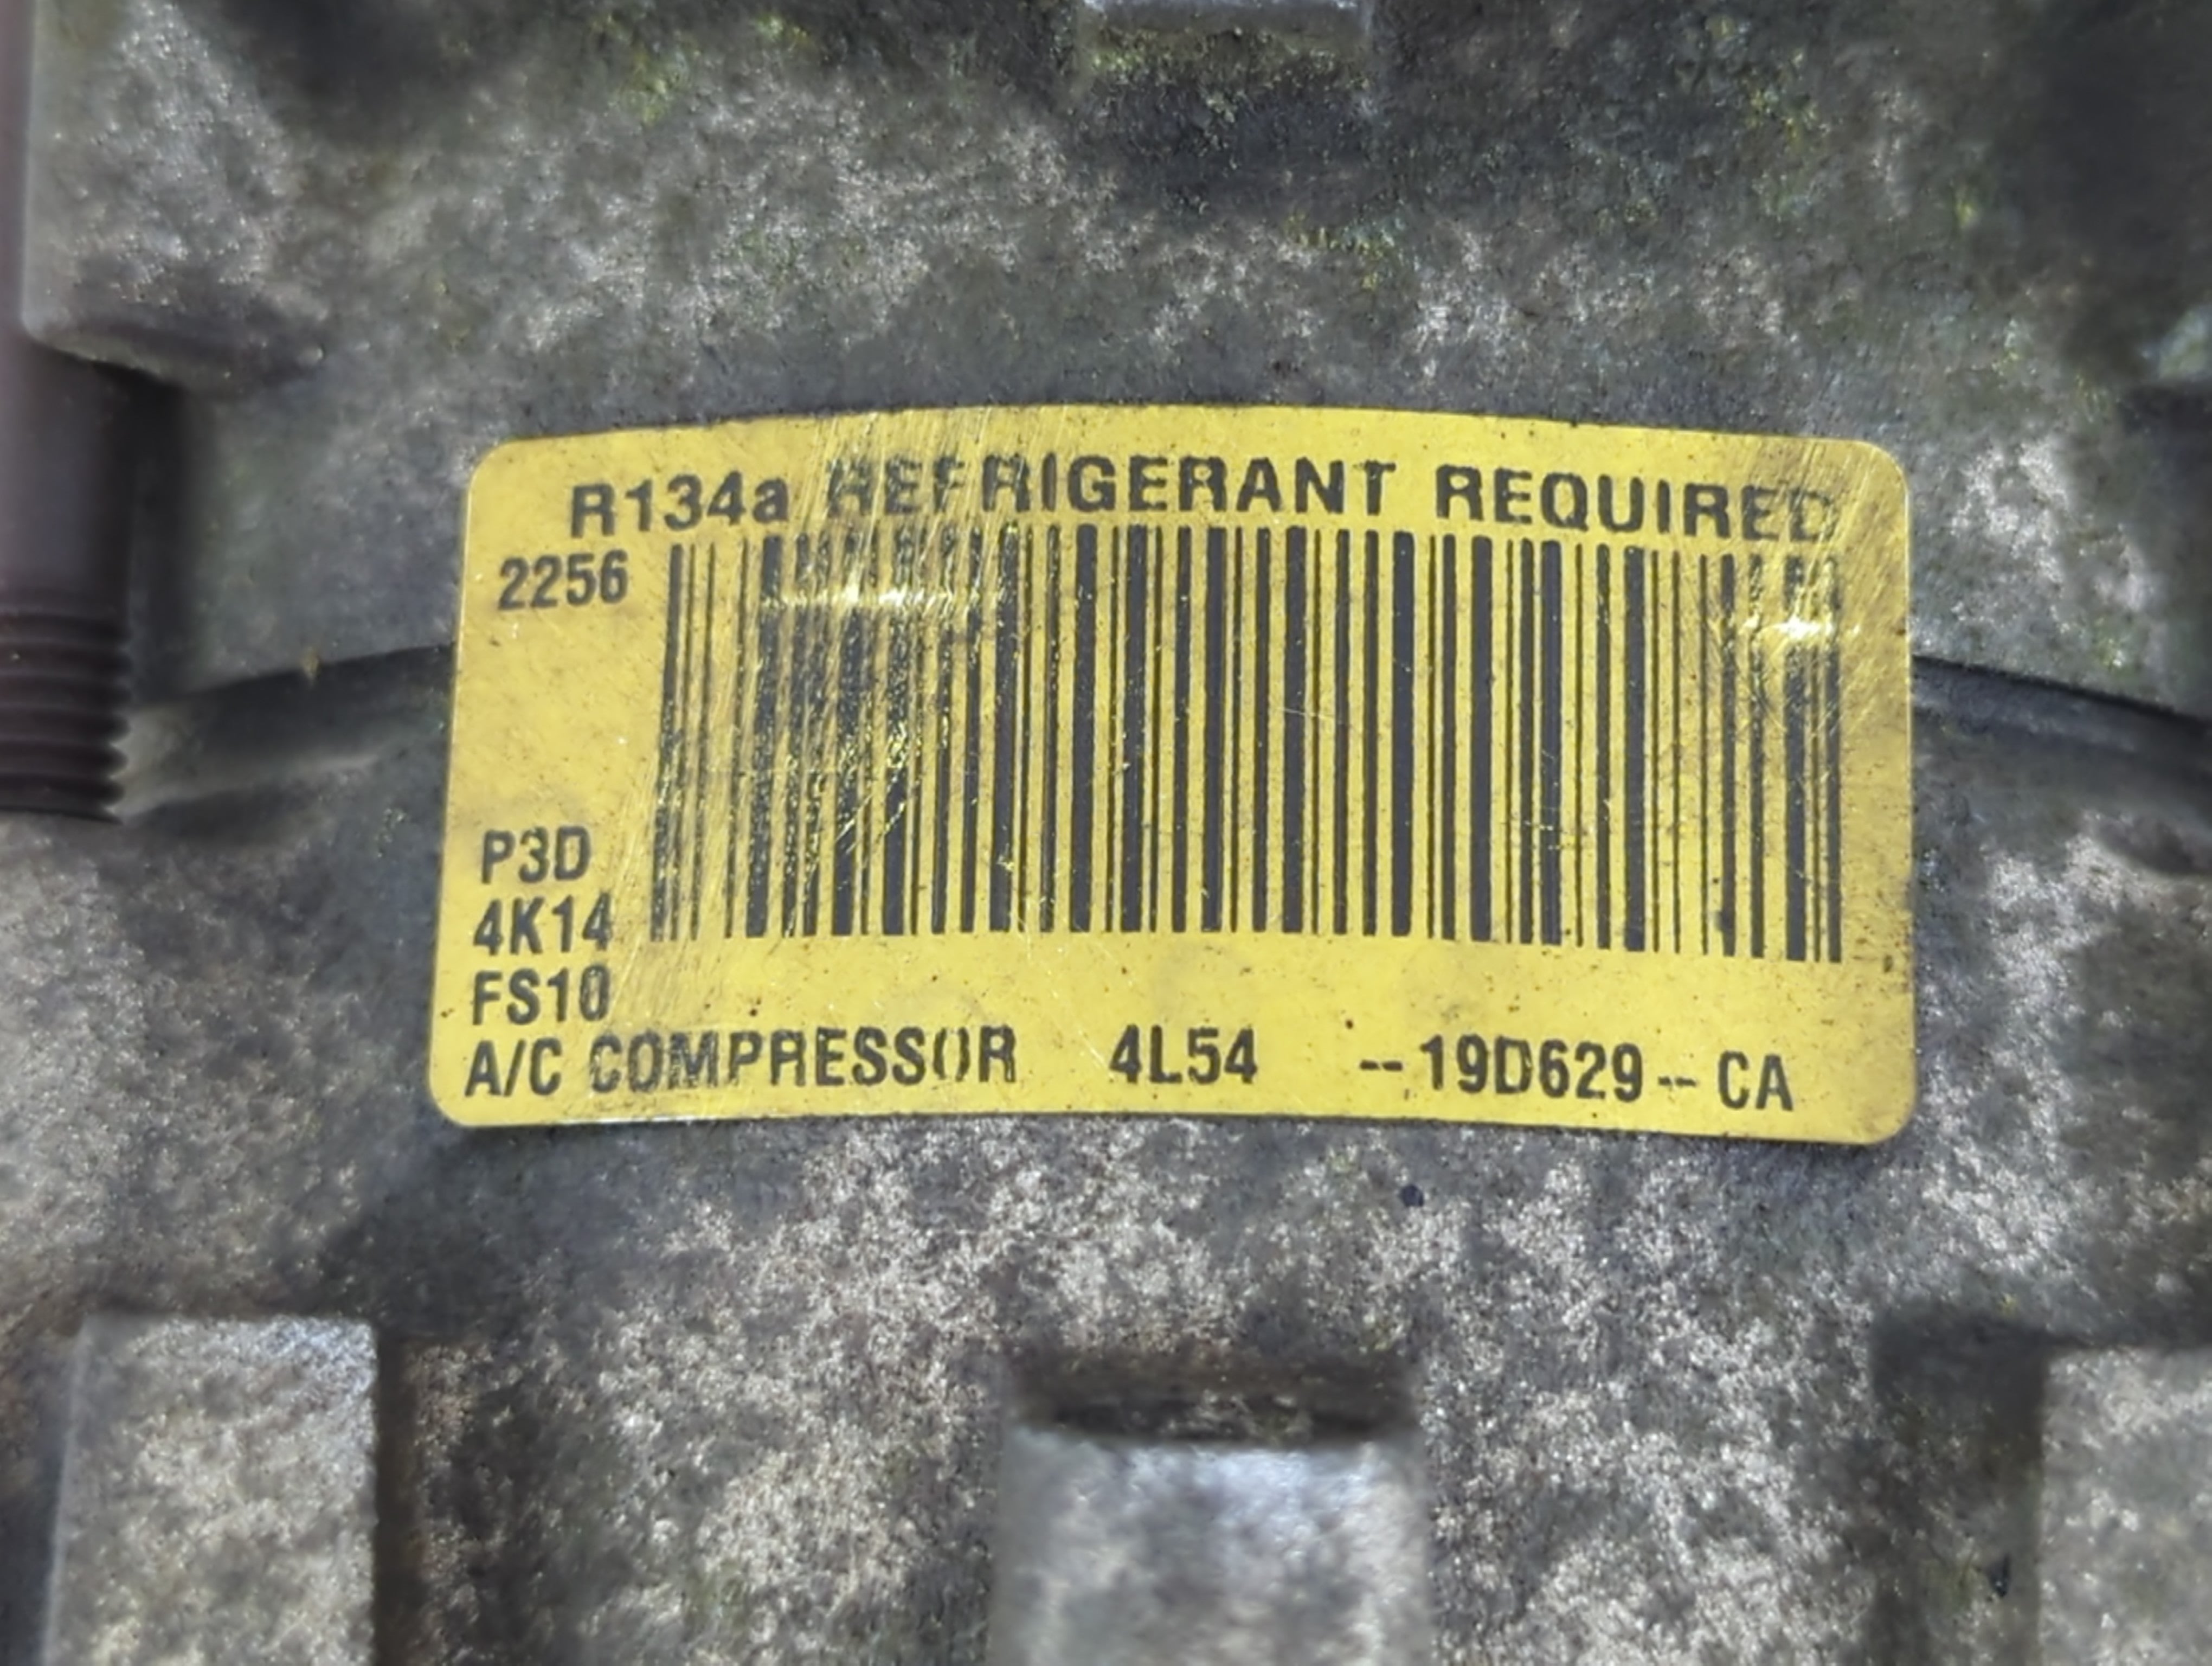 R134a REFRIGERANT REQUIRED
2256
P3D
4K14
FS10
A/C COMPRESSOR 4L54 --19D629-- CA